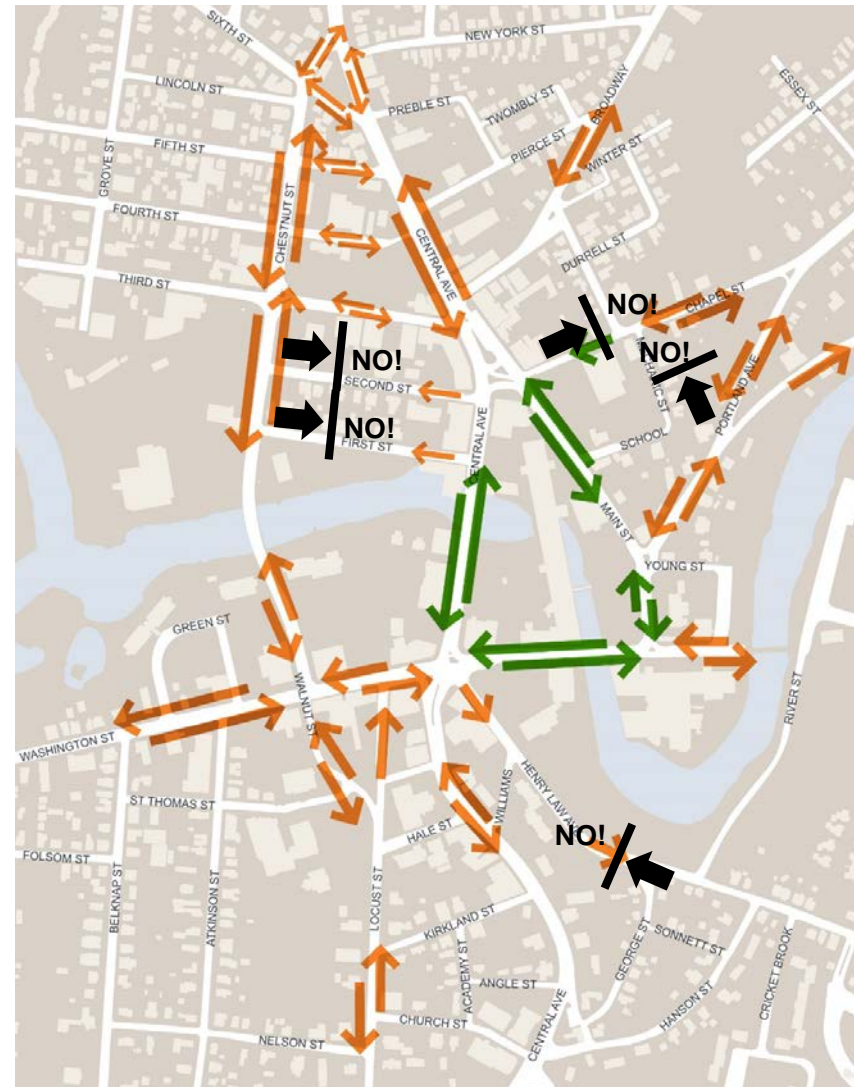 SIXTH ST
NEW YORK ST
LINCOLN ST
PREBLE ST
TWOMBLY ST
BROADWAY
ESSEX ST
FIFTH ST
PIERCE ST
WINTER ST
GROVE ST
FOURTH ST
CHESTNUT ST
CENTRAL AVE
DURRELL ST
THIRD ST
CHAPEL ST
NO!
NO!
NO!
MECHANIC ST
SECOND ST
PORTLAND AVE
NO!
FIRST ST
CENTRAL AVE
SCHOOL
MAIN ST
YOUNG ST
GREEN ST
WALNUT ST
RIVER ST
WASHINGTON ST
ST THOMAS ST
HENRY LAW AVE
WILLIAMS
HALE ST
NO!
FOLSOM ST
BELKNAP ST
ATKINSON ST
LOCUST ST
KIRKLAND ST
GEORGE ST
SONNETT ST
ACADEMY ST
ANGLE ST
CRICKET BROOK
HANSON ST
CHURCH ST
CENTRAL AVE
NELSON ST